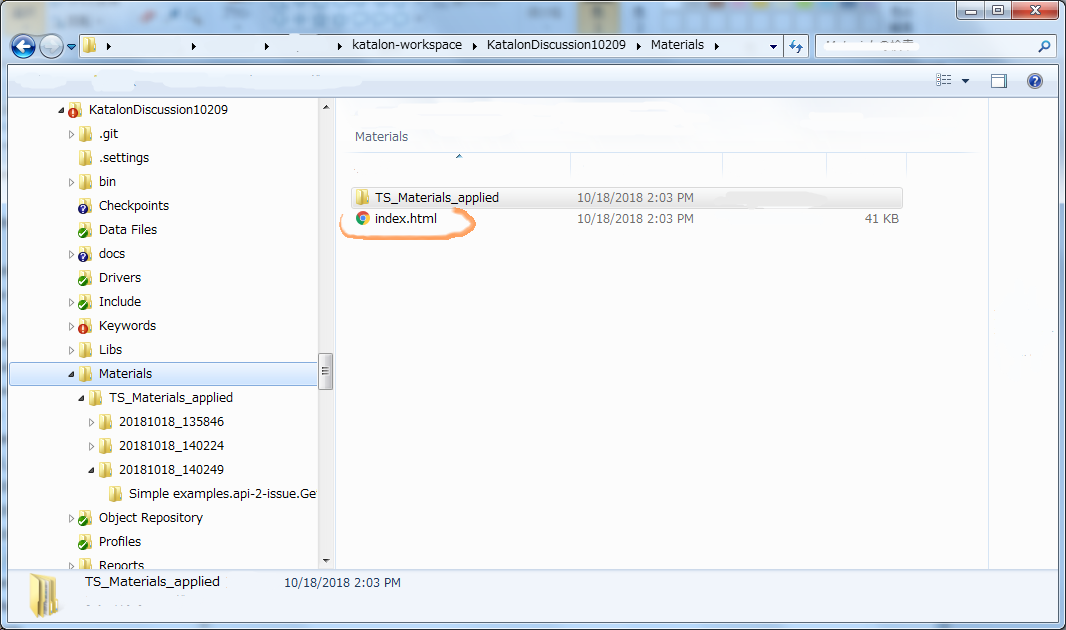 katalon-workspace KatalonDiscussion10209 Materials
KatalonDiscussion10209
.git
.settings
bin
Checkpoints
Data Files
docs
Drivers
Include
Keywords
Libs
Materials
TS_Materials_applied
20181018_135846
20181018_140224
20181018_140249
Simple examples.api-2-issue.Ge
Object Repository
Profiles
Reports
Materials
TS_Materials_applied 10/18/2018 2:03 PM
index.html 10/18/2018 2:03 PM 41 KB
TS_Materials_applied 10/18/2018 2:03 PM